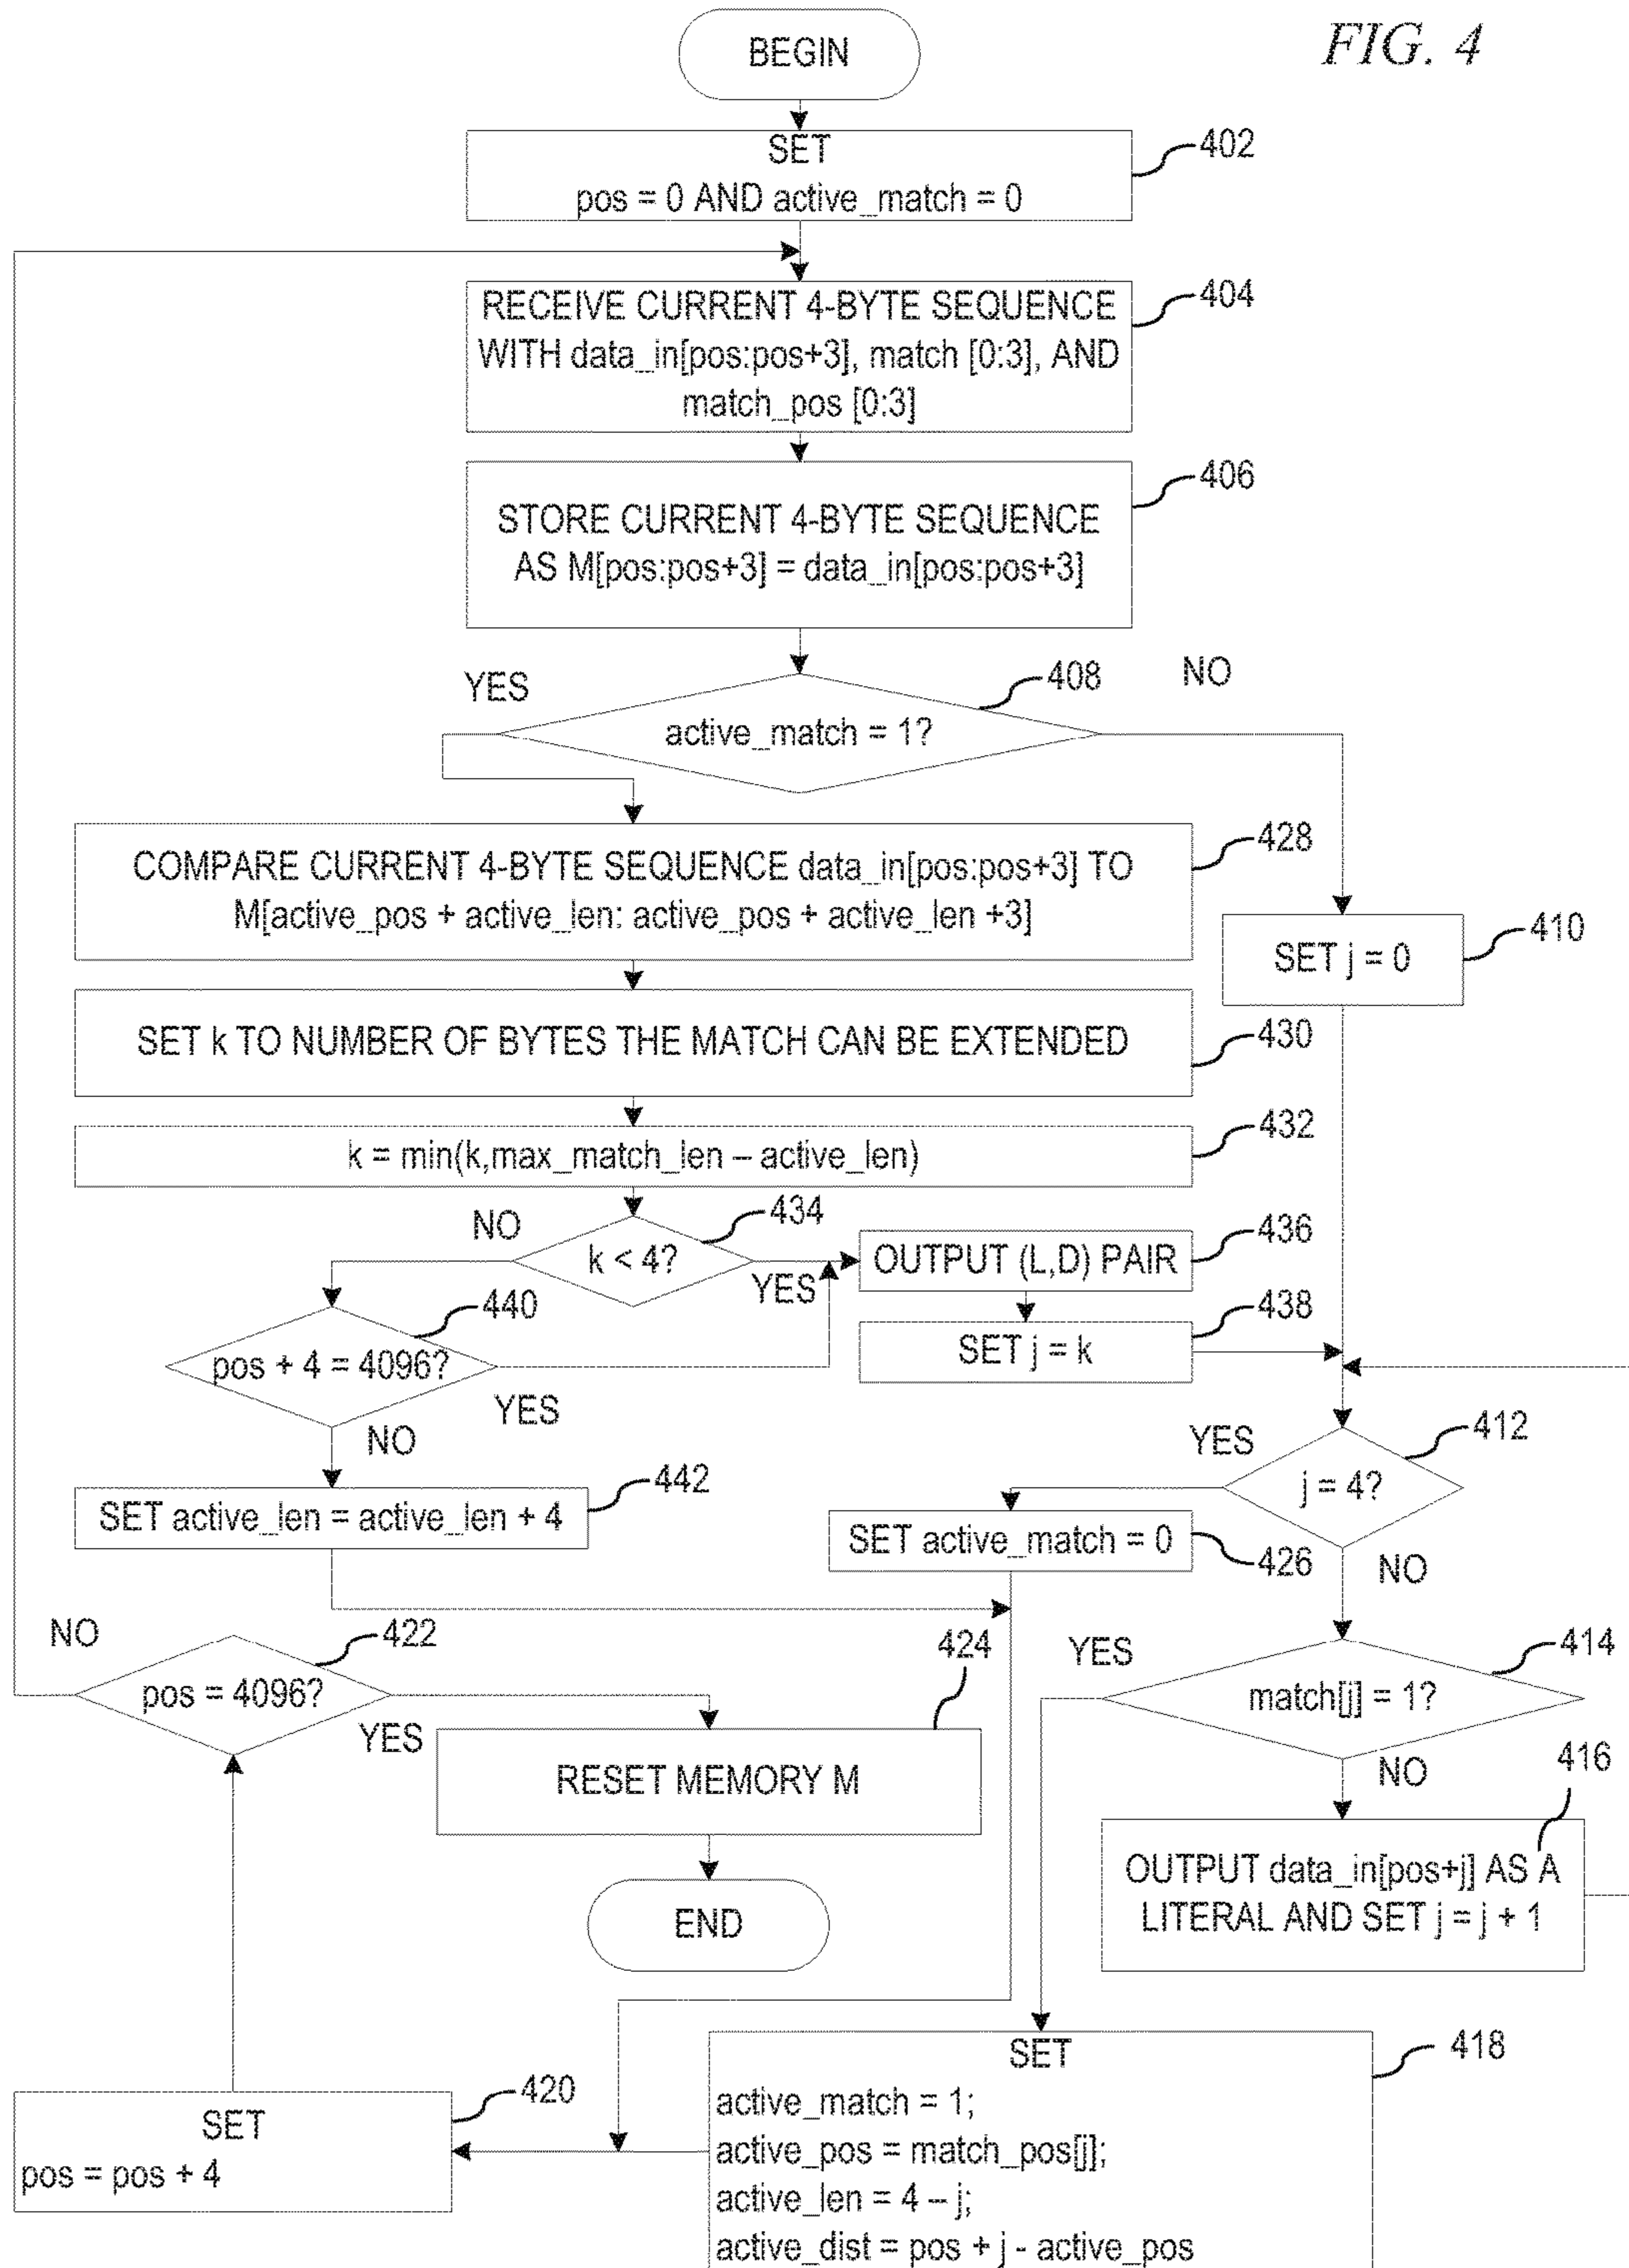 FIG. 4
BEGIN
SET
pos = 0 AND active_match = 0
402
RECEIVE CURRENT 4-BYTE SEQUENCE
WITH data_in[pos:pos+3], match [0:3], AND
match_pos [0:3]
404
STORE CURRENT 4-BYTE SEQUENCE
AS M[pos:pos+3] = data_in[pos:pos+3]
406
YES
active_match = 1?
408
NO
COMPARE CURRENT 4-BYTE SEQUENCE data_in[pos:pos+3] TO
M[active_pos + active_len: active_pos + active_len +3]
428
SET j = 0
410
SET k TO NUMBER OF BYTES THE MATCH CAN BE EXTENDED
430
k = min(k,max_match_len – active_len)
432
NO
k < 4?
434
YES
OUTPUT (L,D) PAIR
436
SET j = k
438
pos + 4 = 4096?
440
YES
NO
SET active_len = active_len + 4
442
YES
j = 4?
412
NO
SET active_match = 0
426
NO
pos = 4096?
422
YES
RESET MEMORY M
424
END
YES
match[j] = 1?
414
NO
OUTPUT data_in[pos+j] AS A
LITERAL AND SET j = j + 1
416
SET
active_match = 1;
active_pos = match_pos[j];
active_len = 4 – j;
active_dist = pos + j - active_pos
418
SET
pos = pos + 4
420